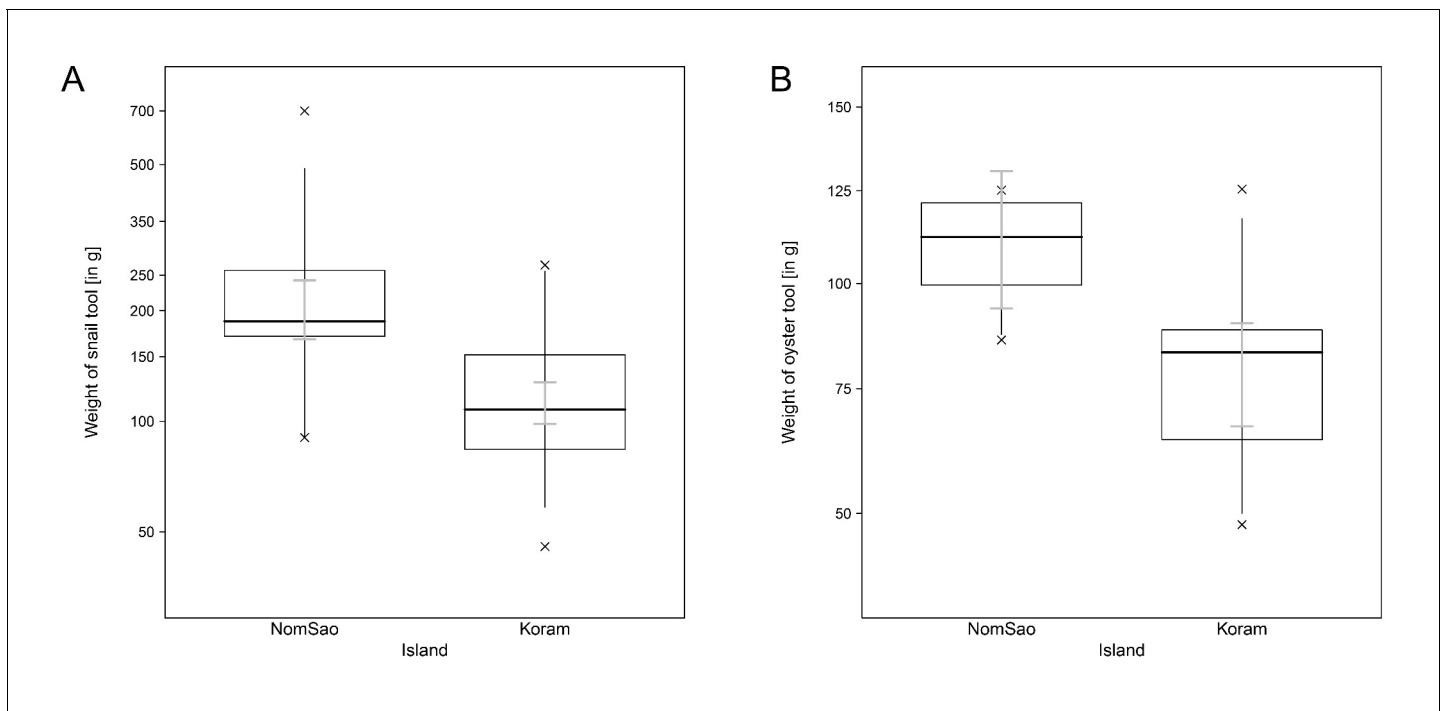 A
Weight of snail tool [in g]
700
500
350
250
200
150
100
50
NomSao
Koram
Island
B
Weight of oyster tool [in g]
150
125
100
75
50
NomSao
Koram
Island